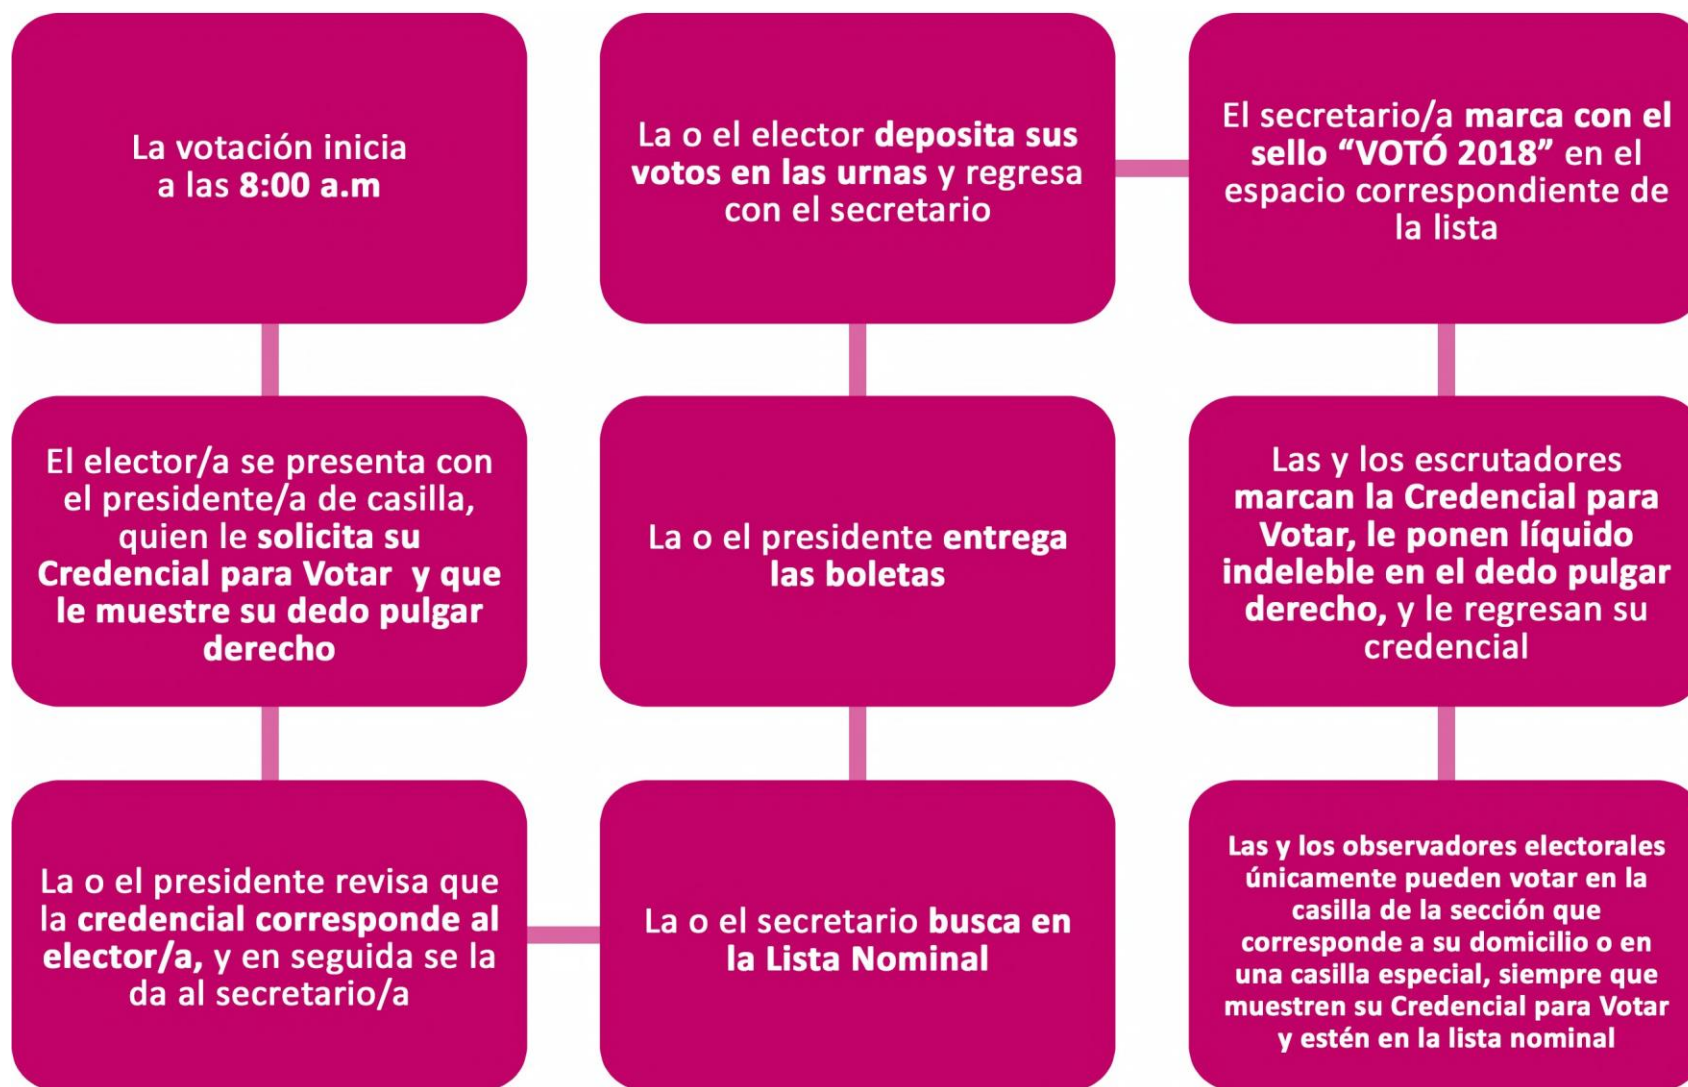 La votación inicia
a las 8:00 a.m
El elector/a se presenta con
el presidente/a de casilla,
quien le solicita su
Credencial para Votar y que
le muestre su dedo pulgar
derecho
La o el presidente revisa que
la credencial corresponde al
elector/a, y en seguida se la
da al secretario/a
La o el secretario busca en
la Lista Nominal
La o el presidente entrega
las boletas
La o el elector deposita sus
votos en las urnas y regresa
con el secretario
El secretario/a marca con el
sello “VOTÓ 2018” en el
espacio correspondiente de
la lista
Las y los escrutadores
marcan la Credencial para
Votar, le ponen líquido
indeleble en el dedo pulgar
derecho, y le regresan su
credencial
Las y los observadores electorales
únicamente pueden votar en la
casilla de la sección que
corresponde a su domicilio o en
una casilla especial, siempre que
muestren su Credencial para Votar
y estén en la lista nominal